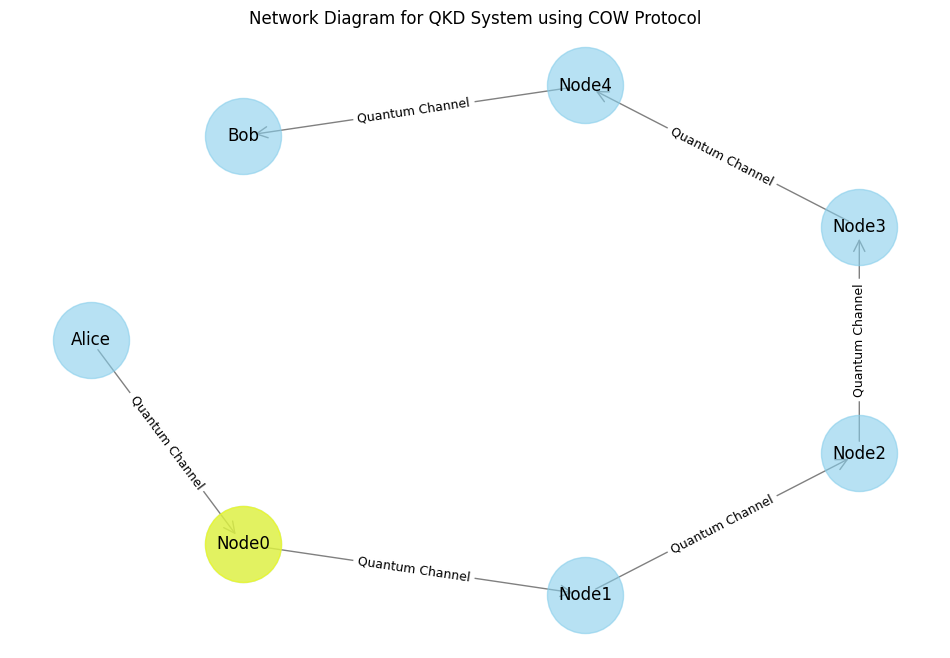 Network Diagram for QKD System using COW Protocol
Node4
Quantum Channel
Bob
Quantum Channel
Node3
Quantum Channel
Alice
Quantum Channel
Node2
Quantum Channel
Node0
Quantum Channel
Node1